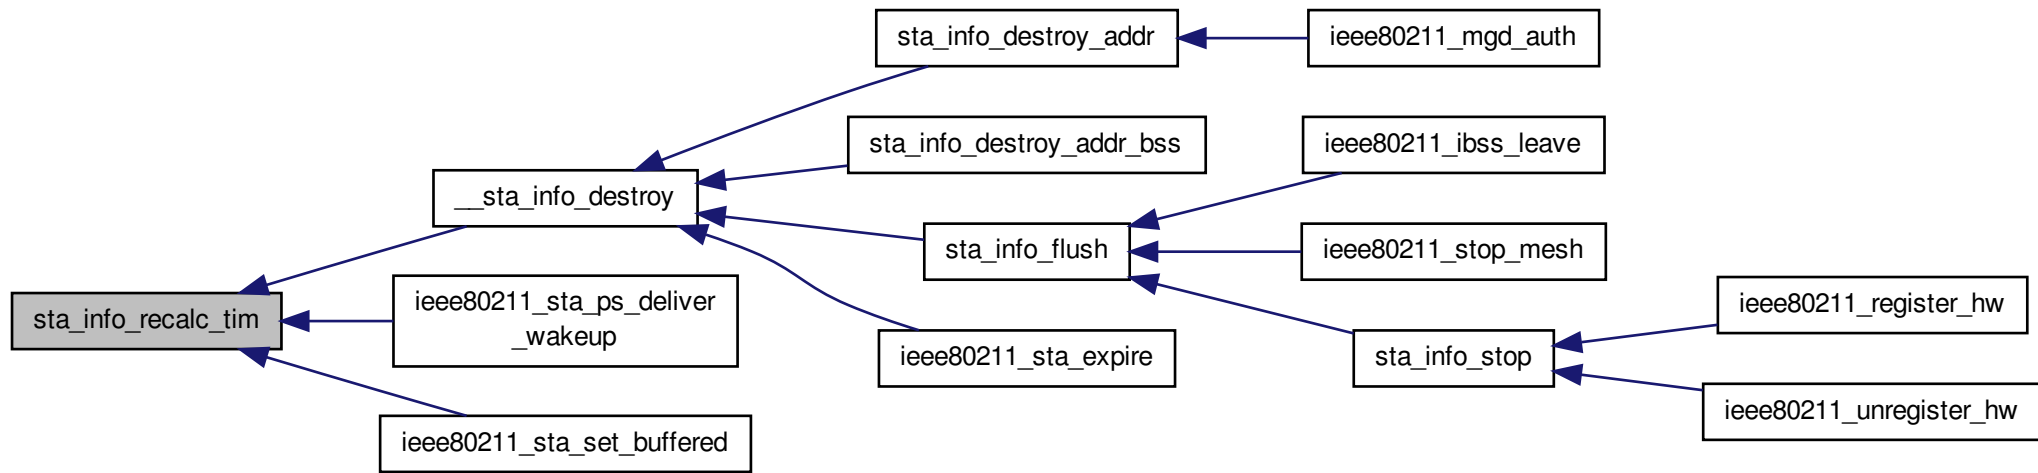 sta_info_destroy_addr
ieee80211_mgd_auth
sta_info_destroy_addr_bss
ieee80211_ibss_leave
__sta_info_destroy
sta_info_flush
ieee80211_stop_mesh
sta_info_recalc_tim
ieee80211_sta_ps_deliver
_wakeup
ieee80211_sta_expire
sta_info_stop
ieee80211_register_hw
ieee80211_unregister_hw
ieee80211_sta_set_buffered